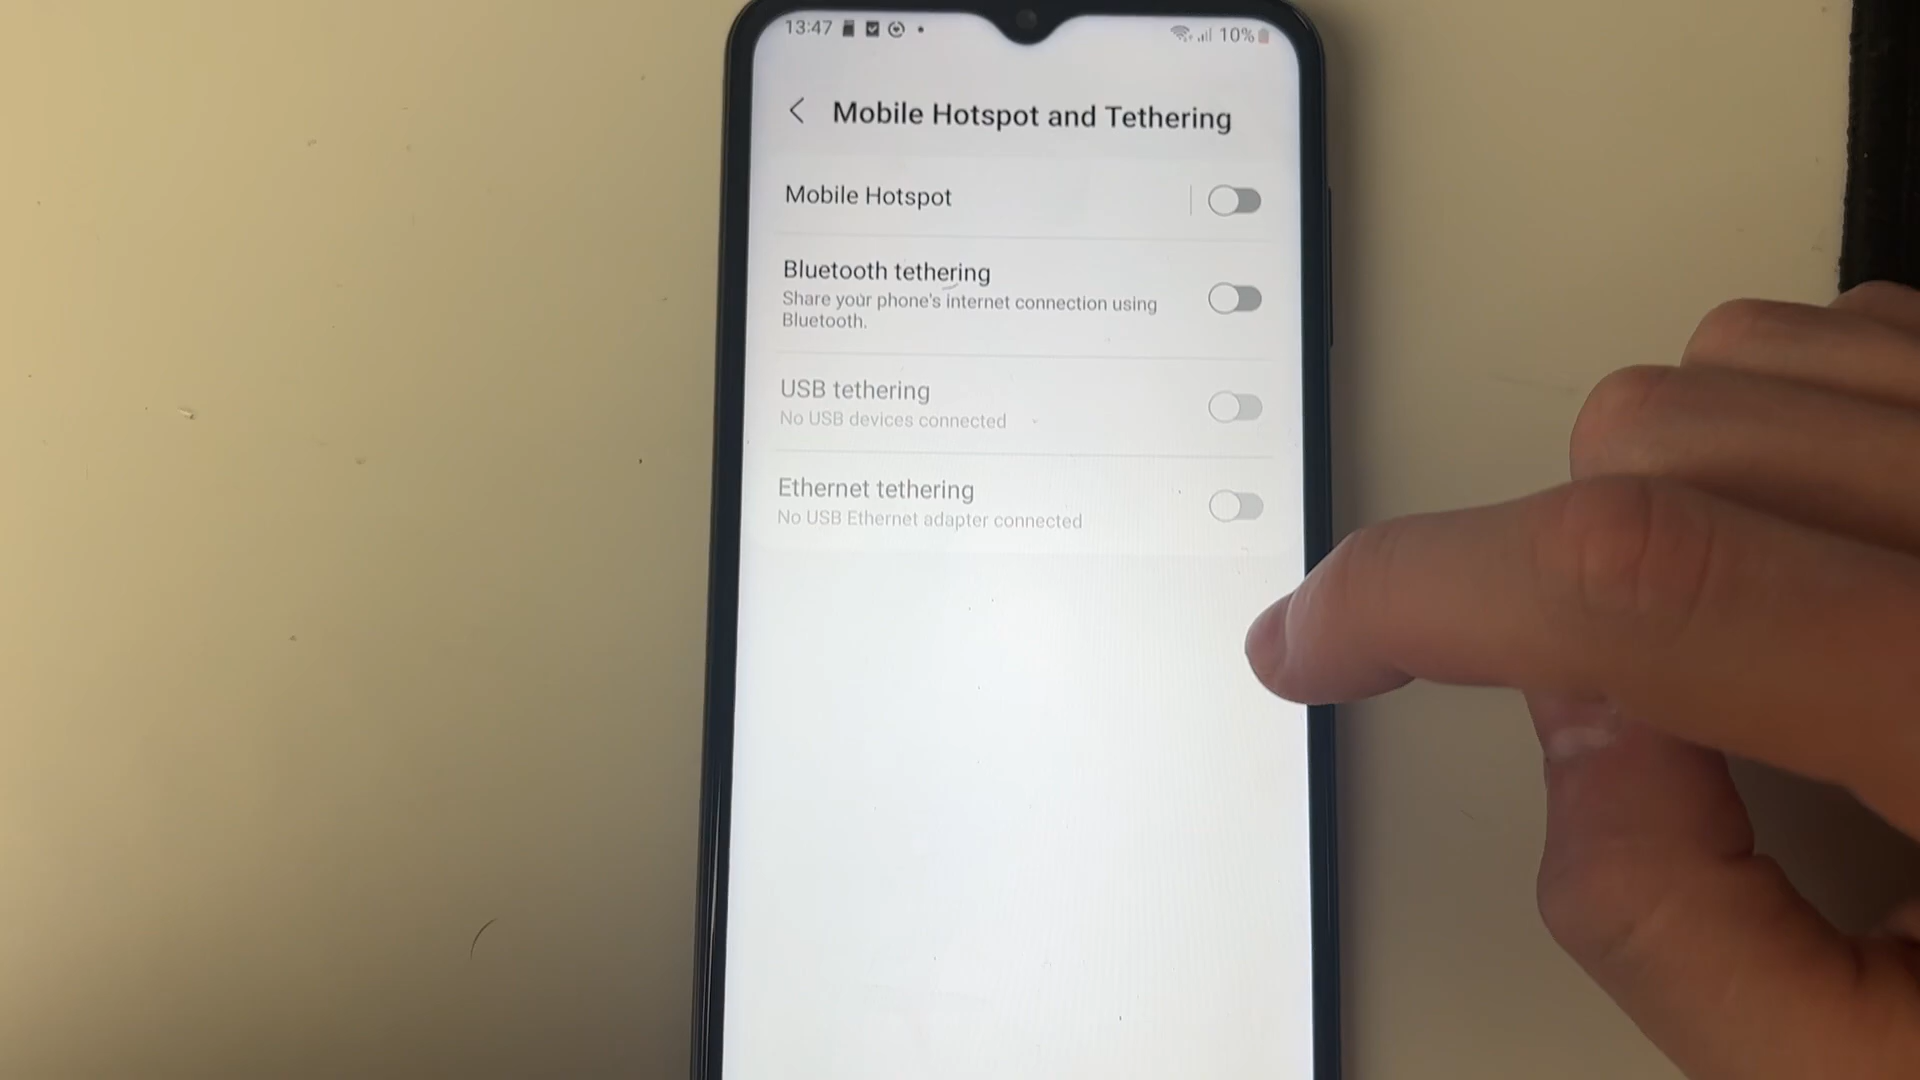 13:47 10%
Mobile Hotspot and Tethering
Mobile Hotspot
Bluetooth tethering
Share your phone's internet connection using
Bluetooth.
USB tethering
No USB devices connected
Ethernet tethering
No USB Ethernet adapter connected